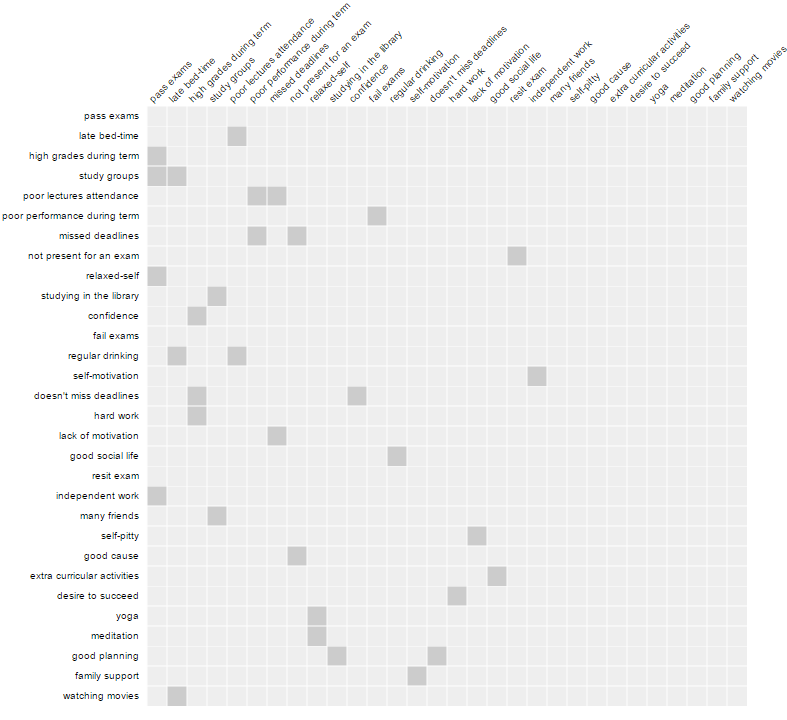 pass exams
late bed-time
high grades during term
study groups
poor lectures attendance
poor performance during term
missed deadlines
not present for an exam
relaxed-self
studying in the library
confidence
fail exams
regular drinking
self-motivation
doesn't miss deadlines
hard work
lack of motivation
good social life
resit exam
independent work
many friends
self-pitty
good cause
extra curricular activities
desire to succeed
yoga
meditation
good planning
family support
watching movies
pass exams
late bed-time
high grades during term
study groups
poor lectures attendance
poor performance during term
missed deadlines
not present for an exam
relaxed-self
studying in the library
confidence
fail exams
regular drinking
self-motivation
doesn't miss deadlines
hard work
lack of motivation
good social life
resit exam
independent work
many friends
self-pitty
good cause
extra curricular activities
desire to succeed
yoga
meditation
good planning
family support
watching movies